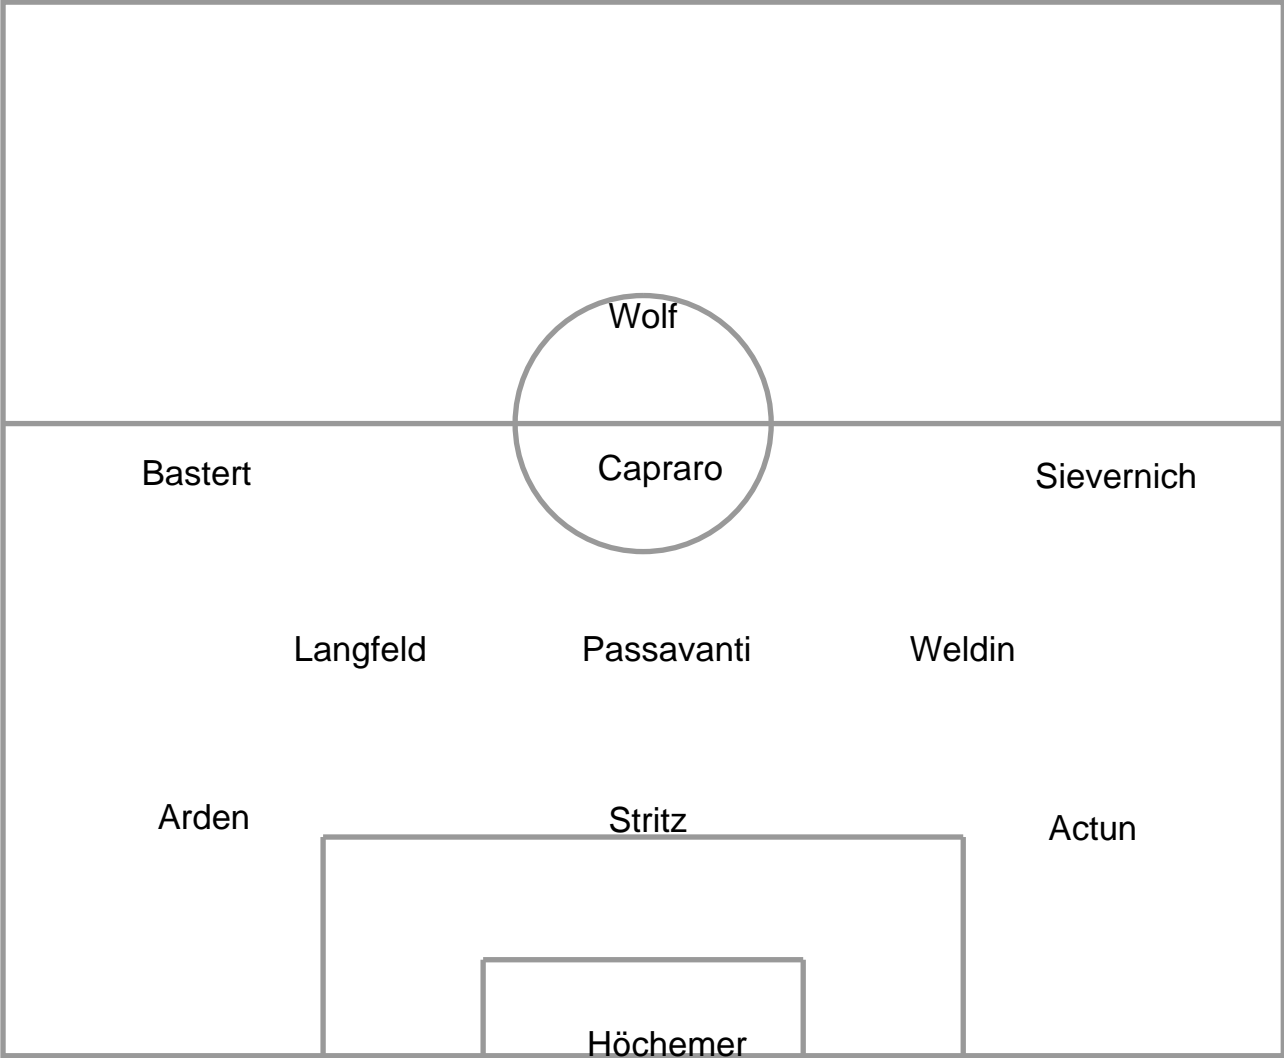 Wolf
Bastert Capraro Sievernich
Langfeld Passavanti Weldin
Arden Stritz Actun
Höchemer